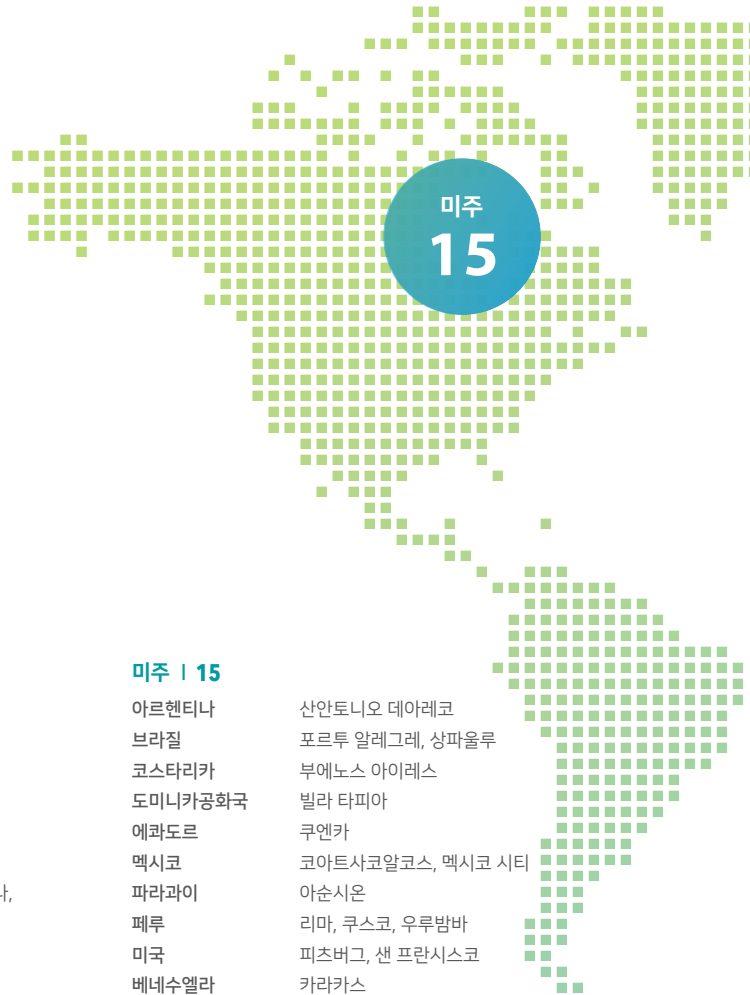 미주
15
미주 | 15
아르헨티나 산안토니오 데아레코
브라질 포르투 알레그레, 상파울루
코스타리카 부에노스 아이레스
도미니카공화국 빌라 타피아
에콰도르 쿠엔카
멕시코 코아트사코알코스, 멕시코 시티
파라과이 아순시온
페루 리마, 쿠스코, 우루밤바
미국 피츠버그, 샌 프란시스코
베네수엘라 카라카스